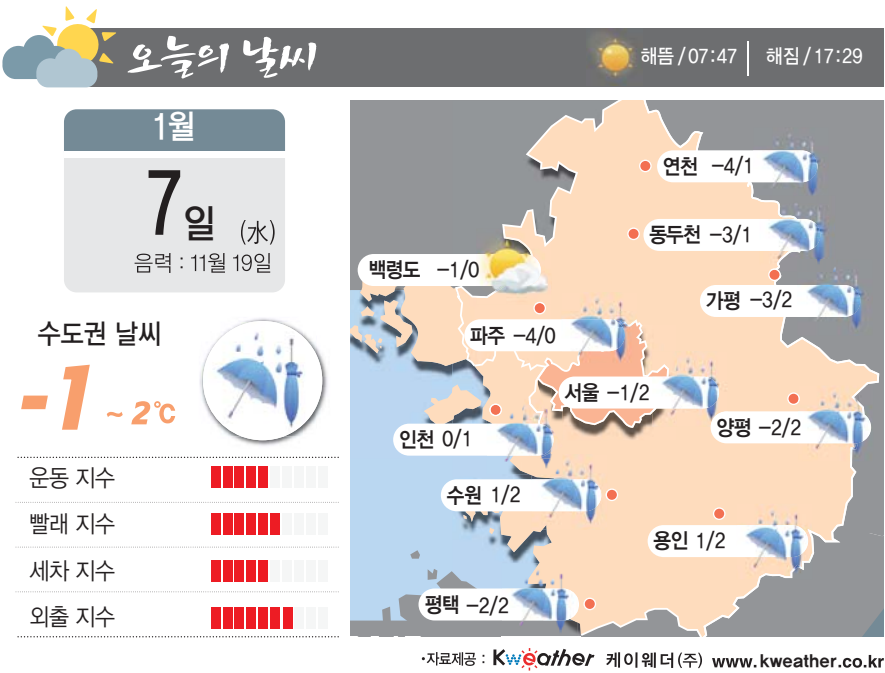 오늘의 날씨
해뜸/07:47 해짐/17:29
1월
7일 (水)
음력 : 11월 19일
수도권 날씨
-1 ~ 2℃
운동 지수
빨래 지수
세차 지수
외출 지수
연천 -4/1
동두천 -3/1
백령도 -1/0
가평 -3/2
파주 -4/0
서울 -1/2
양평 -2/2
인천 0/1
수원 1/2
용인 1/2
평택 -2/2
·자료제공 : Kweather 케이웨더(주) www.kweather.co.kr